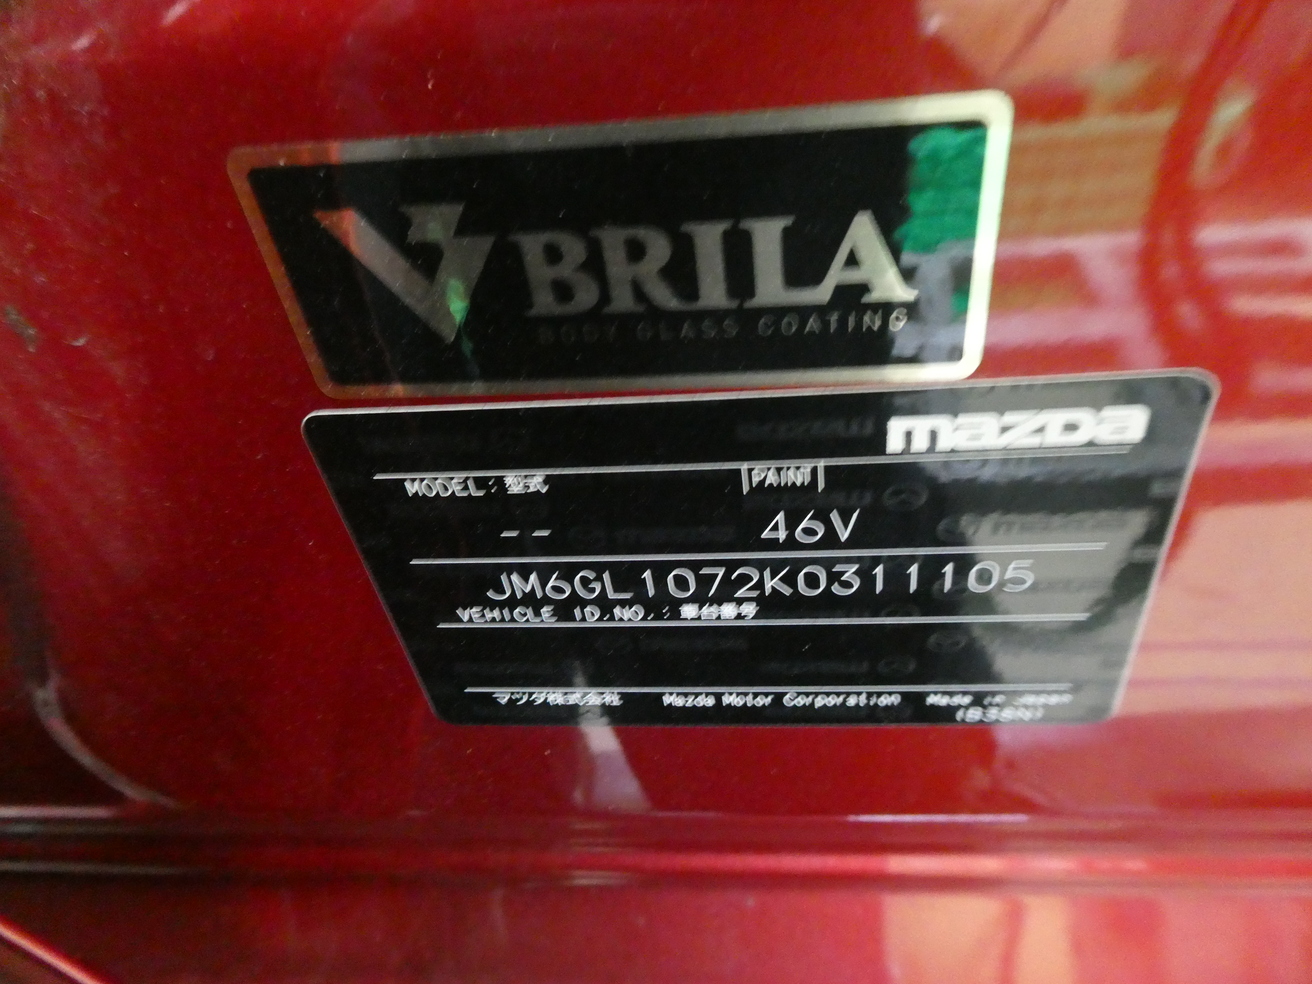 BRILA
BODY GLASS COATING
mazda
MODEL: 型式
PAINT
-- 46V
JM6GL1072K0311105
VEHICLE ID.NO.: 車台番号
マツダ株式会社 Mazda Motor Corporation Made in Japan